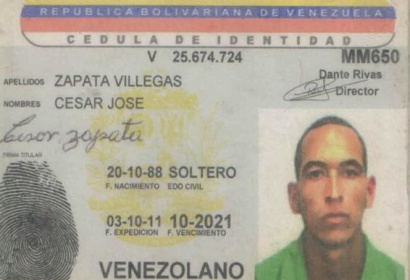 REPUBLICA BOLIVARIANA DE VENEZUELA
CEDULA DE IDENTIDAD
V 25.674.724 MM650
Dante Rivas
Director
APELLIDOS ZAPATA VILLEGAS
NOMBRES CESAR JOSE
Cesar zapata
FIRMA TITULAR
20-10-88 SOLTERO
F. NACIMIENTO EDO CIVIL
03-10-11 10-2021
F. EXPEDICION F. VENCIMIENTO
VENEZOLANO